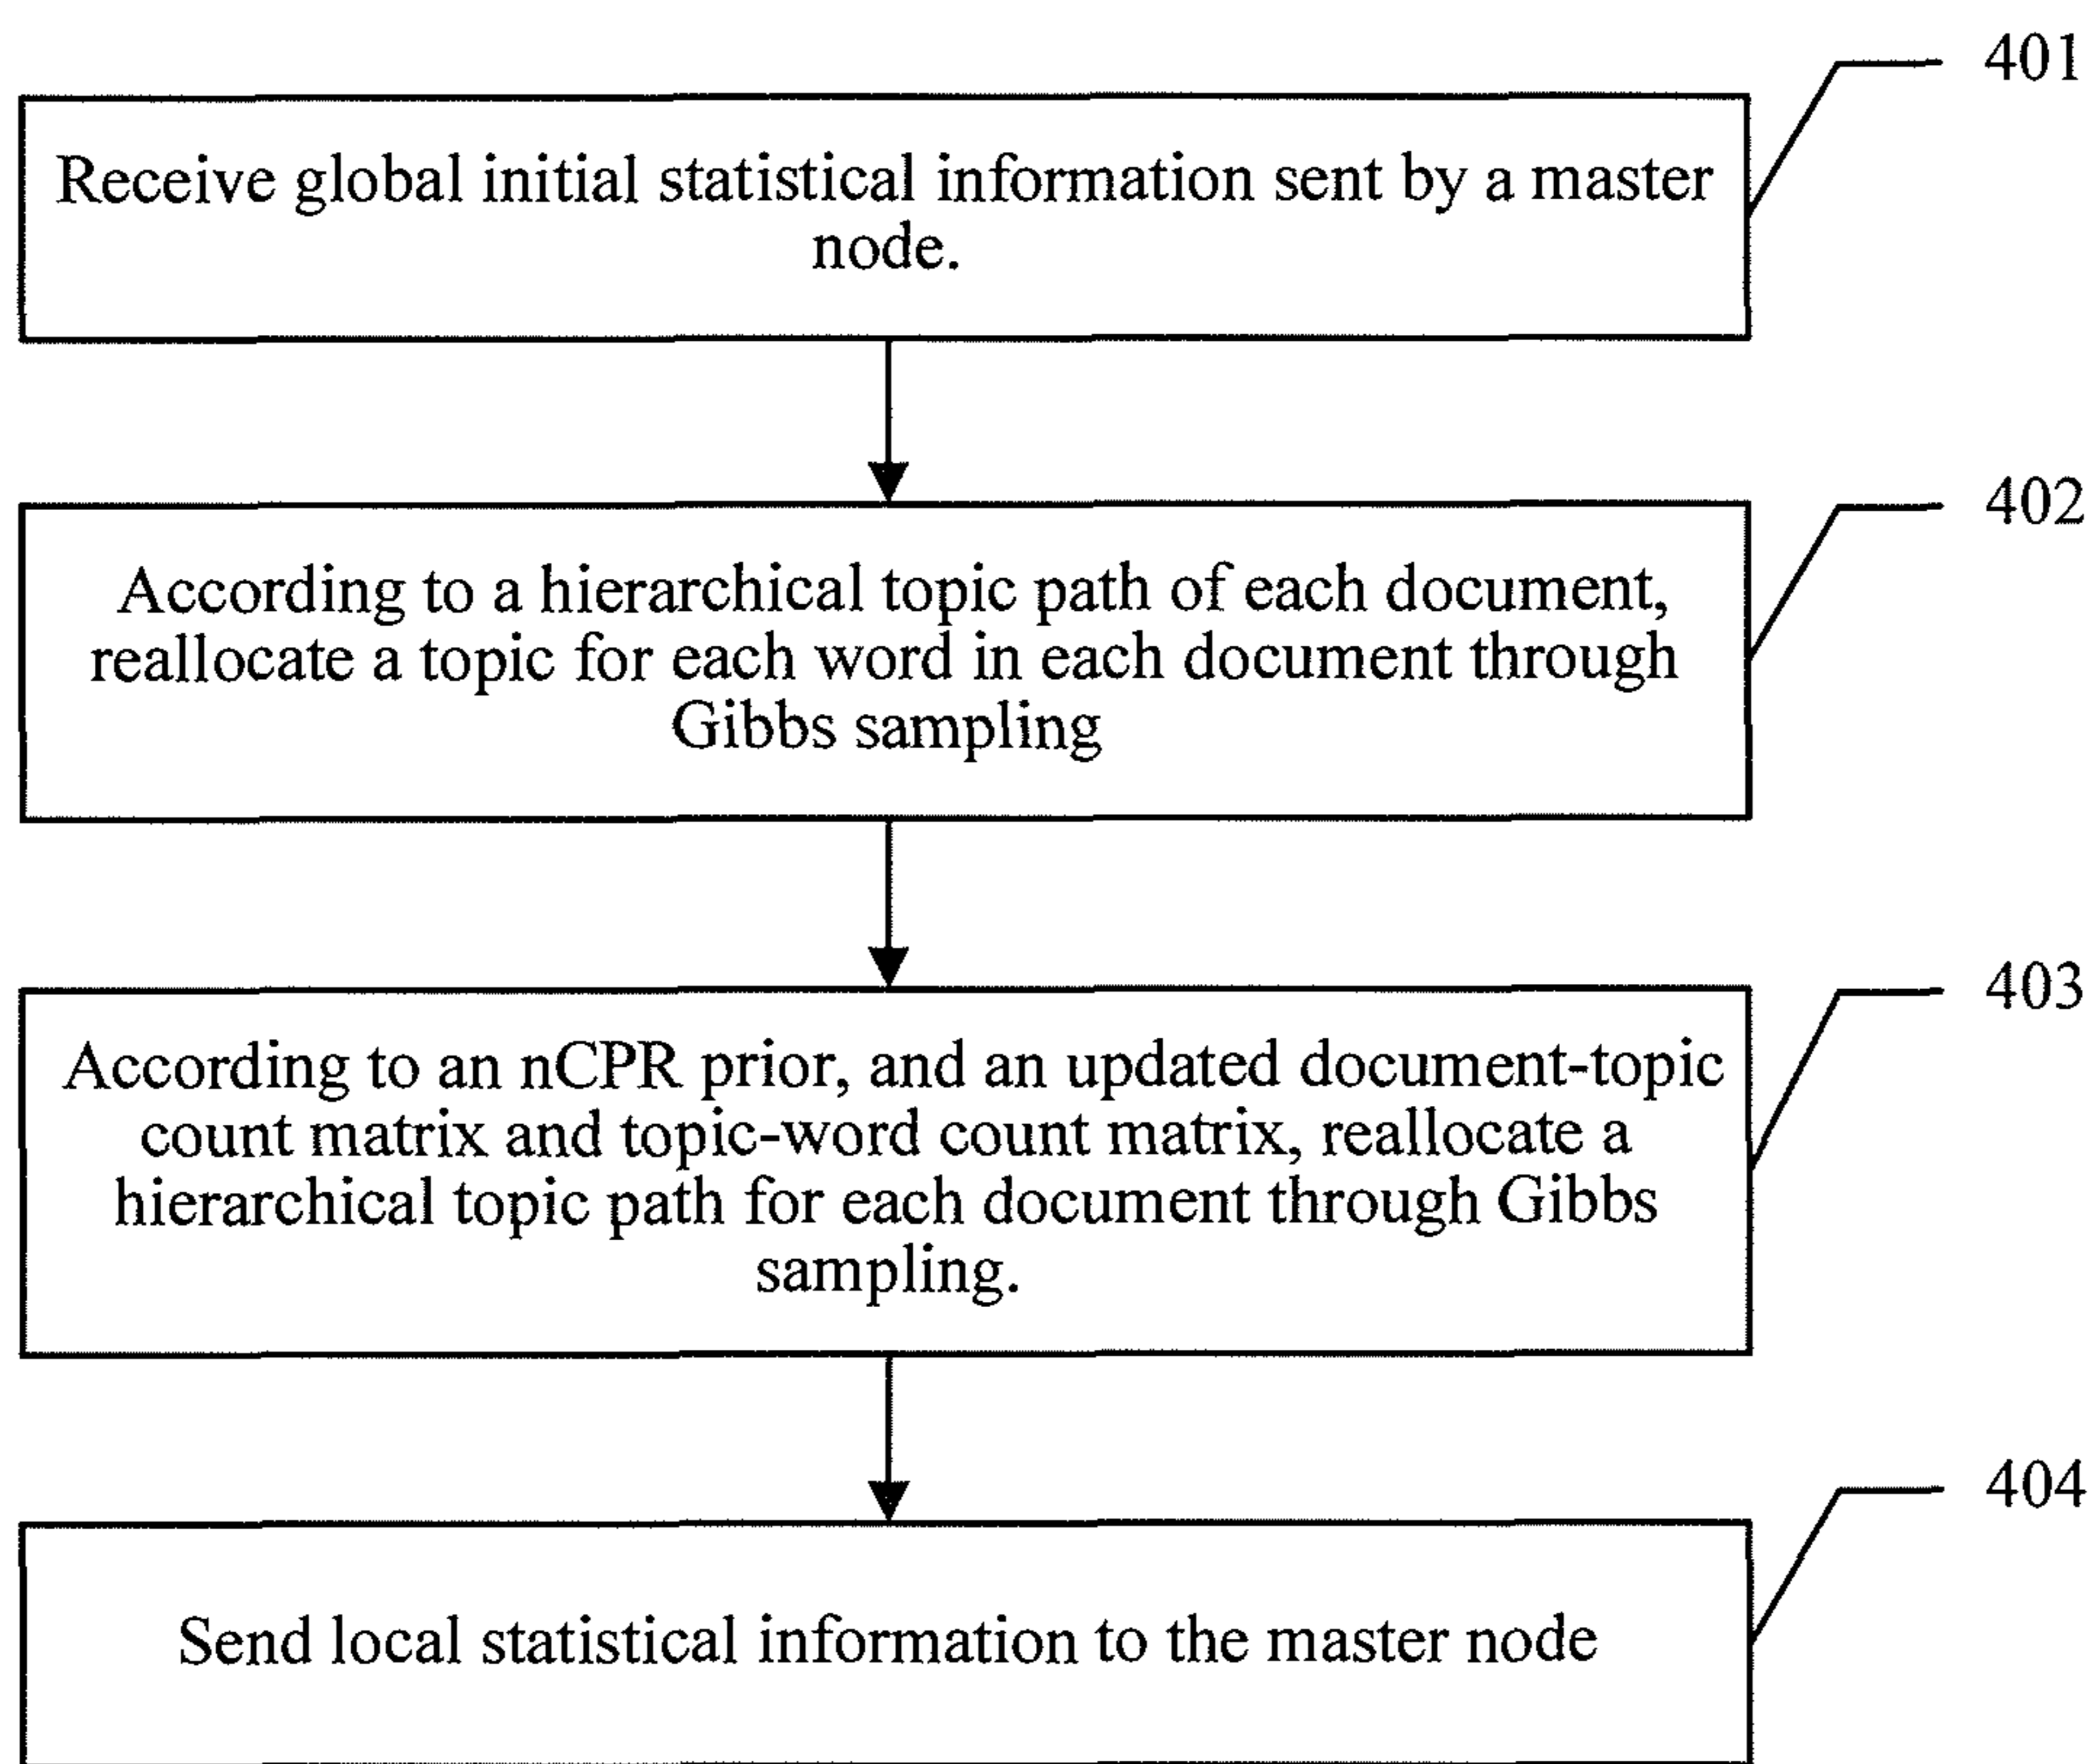 401
Receive global initial statistical information sent by a master
node.
402
According to a hierarchical topic path of each document,
reallocate a topic for each word in each document through
Gibbs sampling
403
According to an nCPR prior, and an updated document-topic
count matrix and topic-word count matrix, reallocate a
hierarchical topic path for each document through Gibbs
sampling.
404
Send local statistical information to the master node